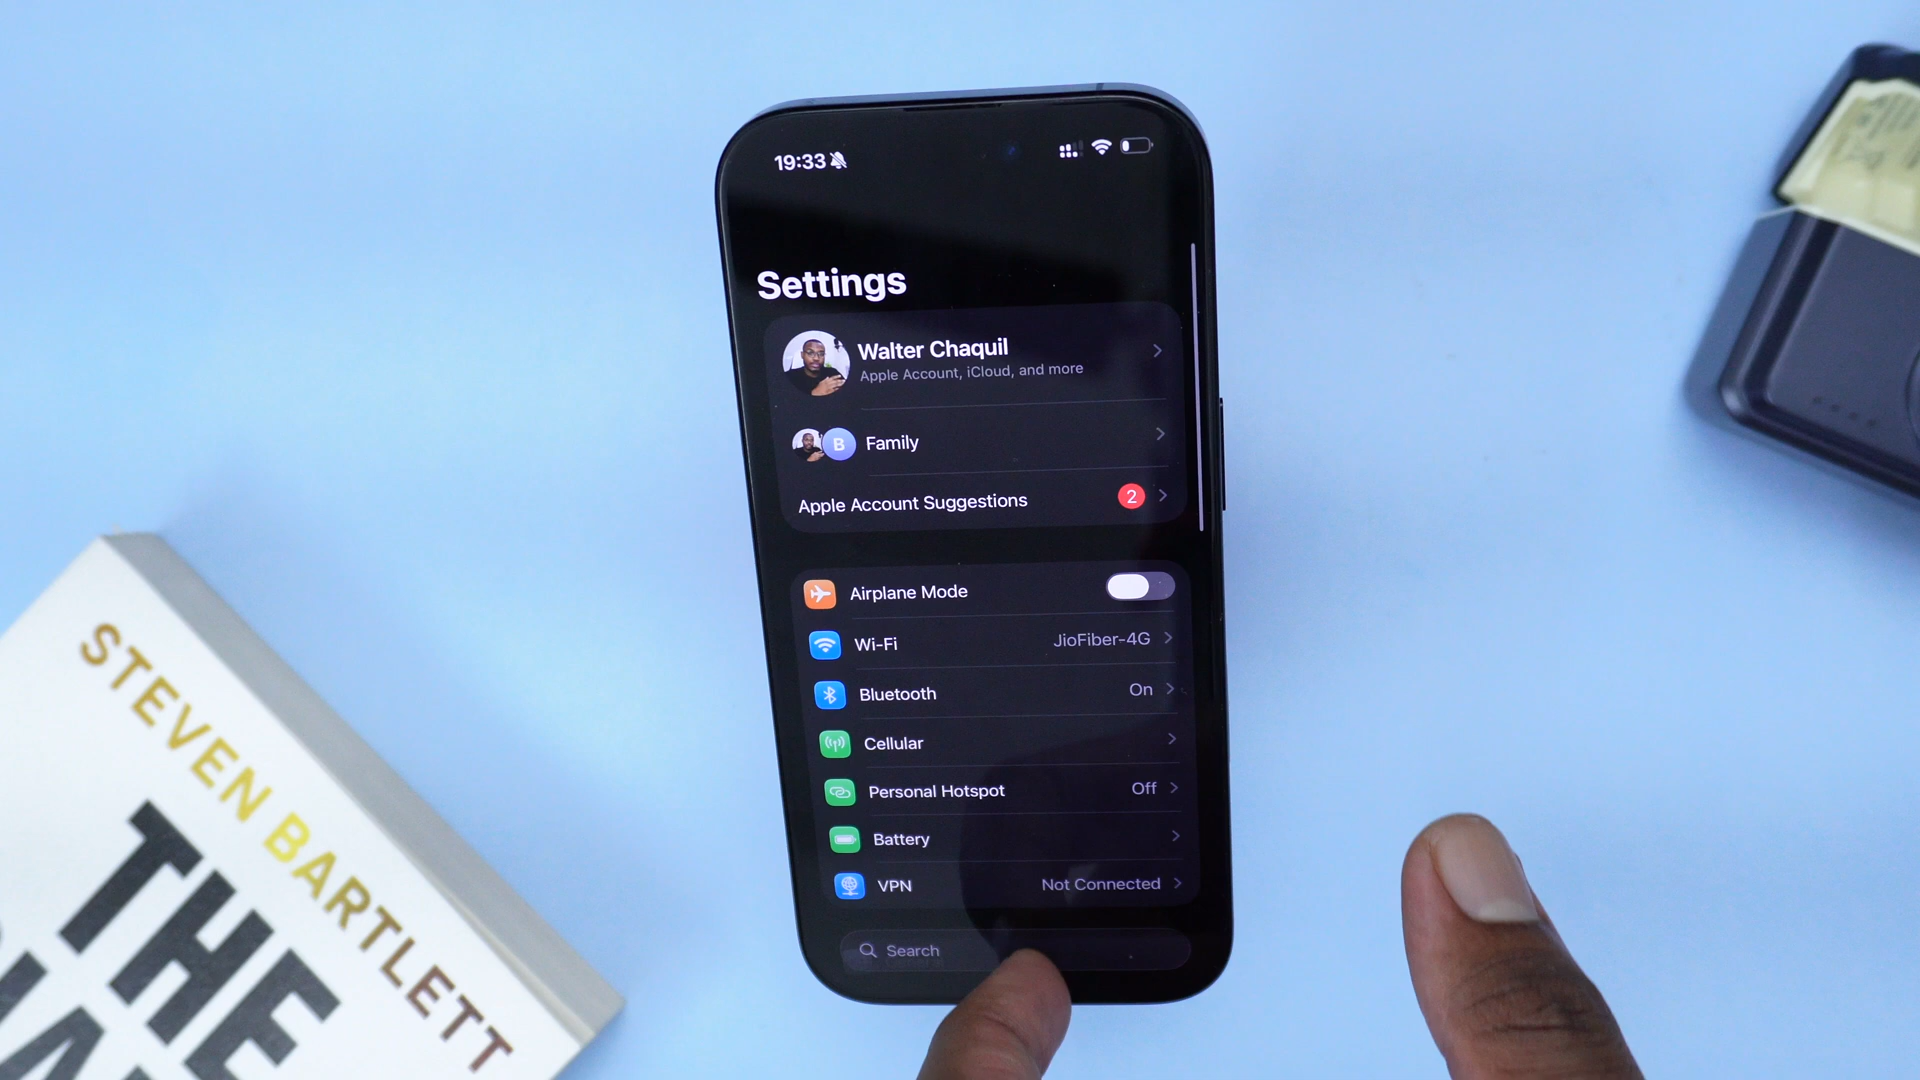 19:33
Settings
Walter Chaquil
Apple Account, iCloud, and more
B
Family
Apple Account Suggestions 2
Airplane Mode
Wi-Fi JioFiber-4G
Bluetooth On
Cellular
Personal Hotspot Off
Battery
VPN Not Connected
Search
STEVEN BARTLETT
THE